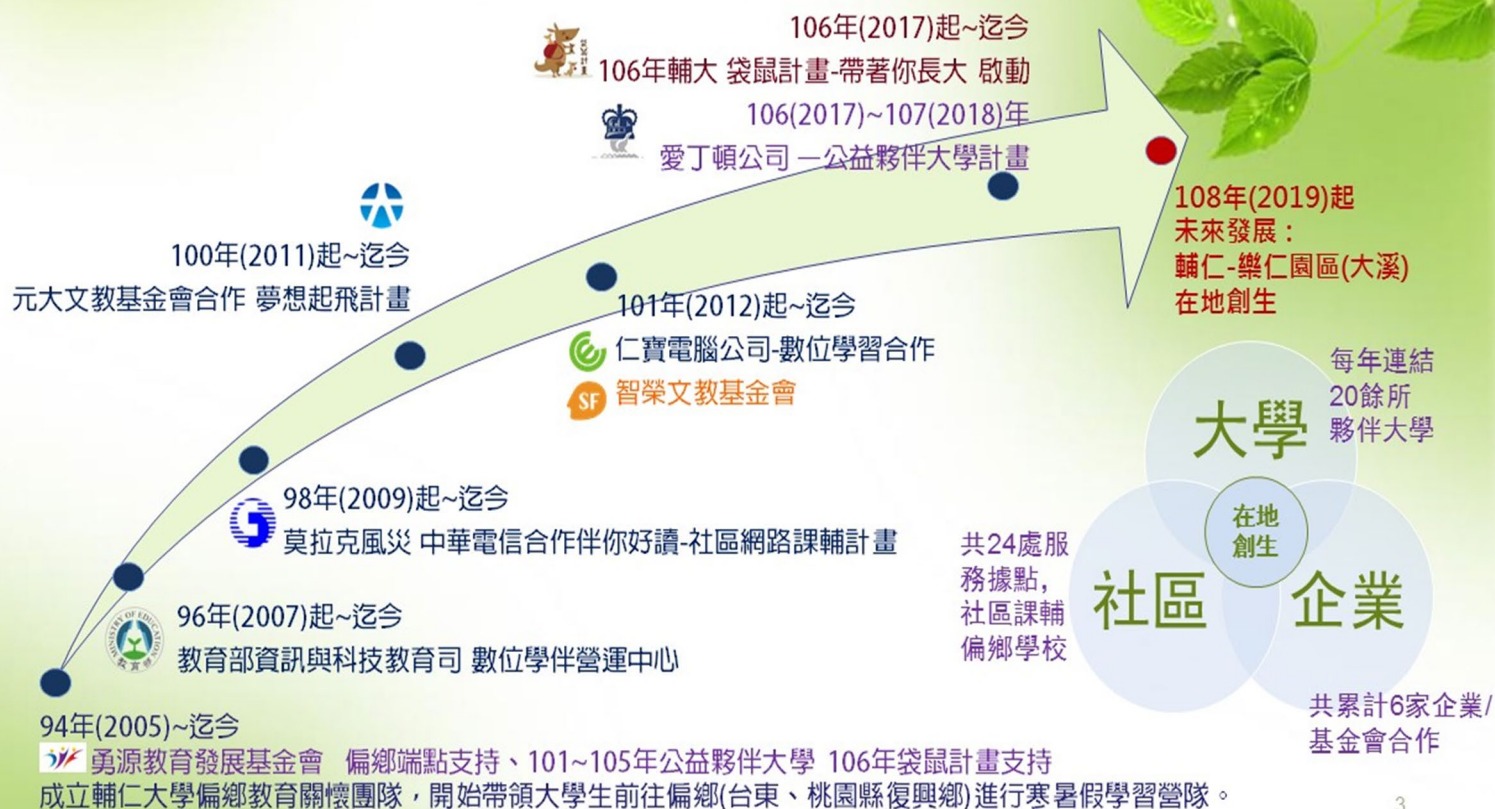 106年(2017)起~迄今
106年輔大 袋鼠計畫-帶著你長大 啟動
106(2017)~107(2018)年
愛丁頓公司 —公益夥伴大學計畫
100年(2011)起~迄今
元大文教基金會合作 夢想起飛計畫
101年(2012)起~迄今
仁寶電腦公司-數位學習合作
SF 智榮文教基金會
98年(2009)起~迄今
莫拉克風災 中華電信合作伴你好讀-社區網路課輔計畫
MINISTRY OF EDUCATION
教育部
96年(2007)起~迄今
教育部資訊與科技教育司 數位學伴營運中心
94年(2005)~迄今
勇源教育發展基金會 偏鄉端點支持、101~105年公益夥伴大學 106年袋鼠計畫支持
成立輔仁大學偏鄉教育關懷團隊，開始帶領大學生前往偏鄉(台東、桃園縣復興鄉)進行寒暑假學習營隊。
108年(2019)起
未來發展：
輔仁-樂仁園區(大溪)
在地創生
每年連結
20餘所
夥伴大學
大學
在地
創生
共24處服
務據點，
社區課輔
偏鄉學校
社區
企業
共累計6家企業/
基金會合作
3